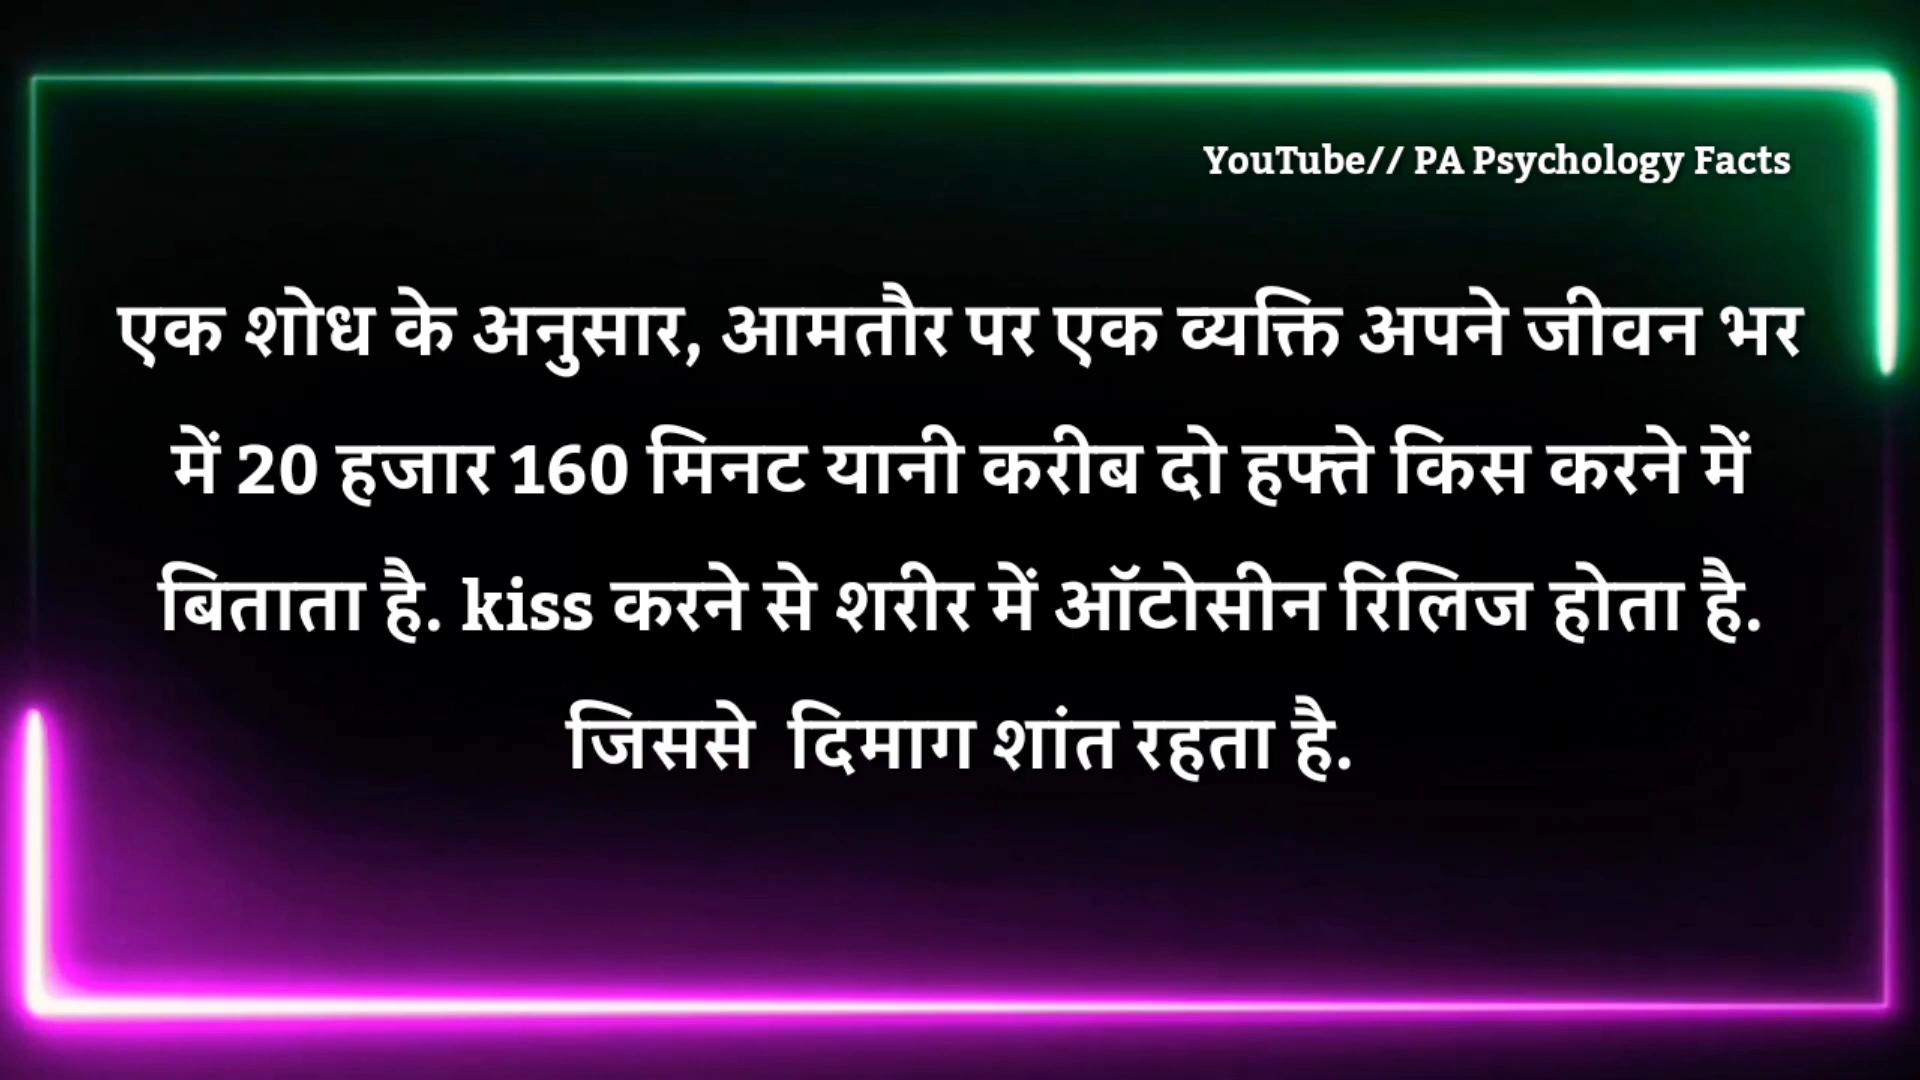 YouTube// PA Psychology Facts
एक शोध के अनुसार, आमतौर पर एक व्यक्ति अपने जीवन भर
में 20 हजार 160 मिनट यानी करीब दो हफ्ते किस करने में
बिताता है. kiss करने से शरीर में ऑटोसीन रिलिज होता है.
जिससे  दिमाग शांत रहता है.